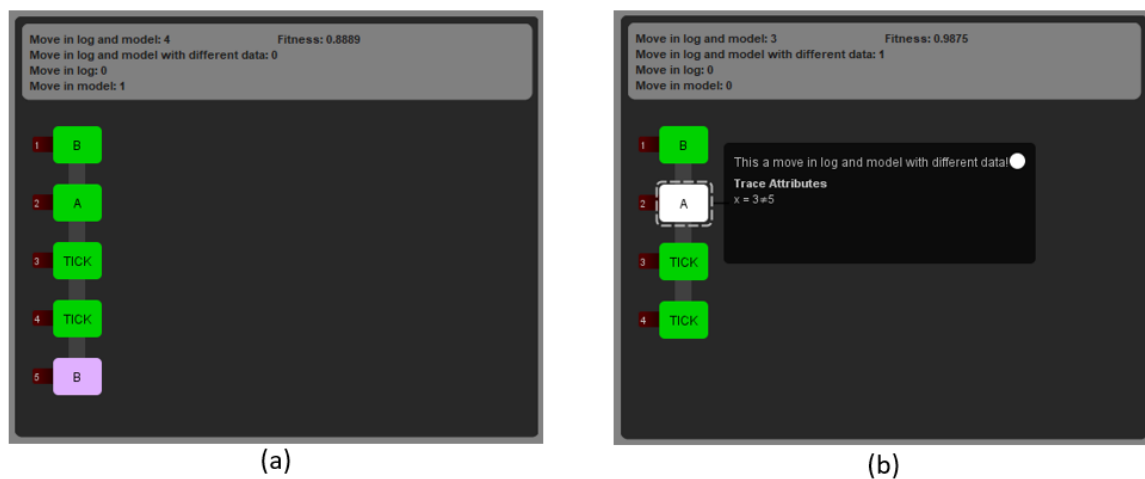 Move in log and model: 4 Fitness: 0.8889
Move in log and model with different data: 0
Move in log: 0
Move in model: 1
1 B
2 A
3 TICK
4 TICK
5 B
(a)
Move in log and model: 3 Fitness: 0.9875
Move in log and model with different data: 1
Move in log: 0
Move in model: 0
1 B
This a move in log and model with different data!
Trace Attributes
2 A x = 3≠5
3 TICK
4 TICK
(b)